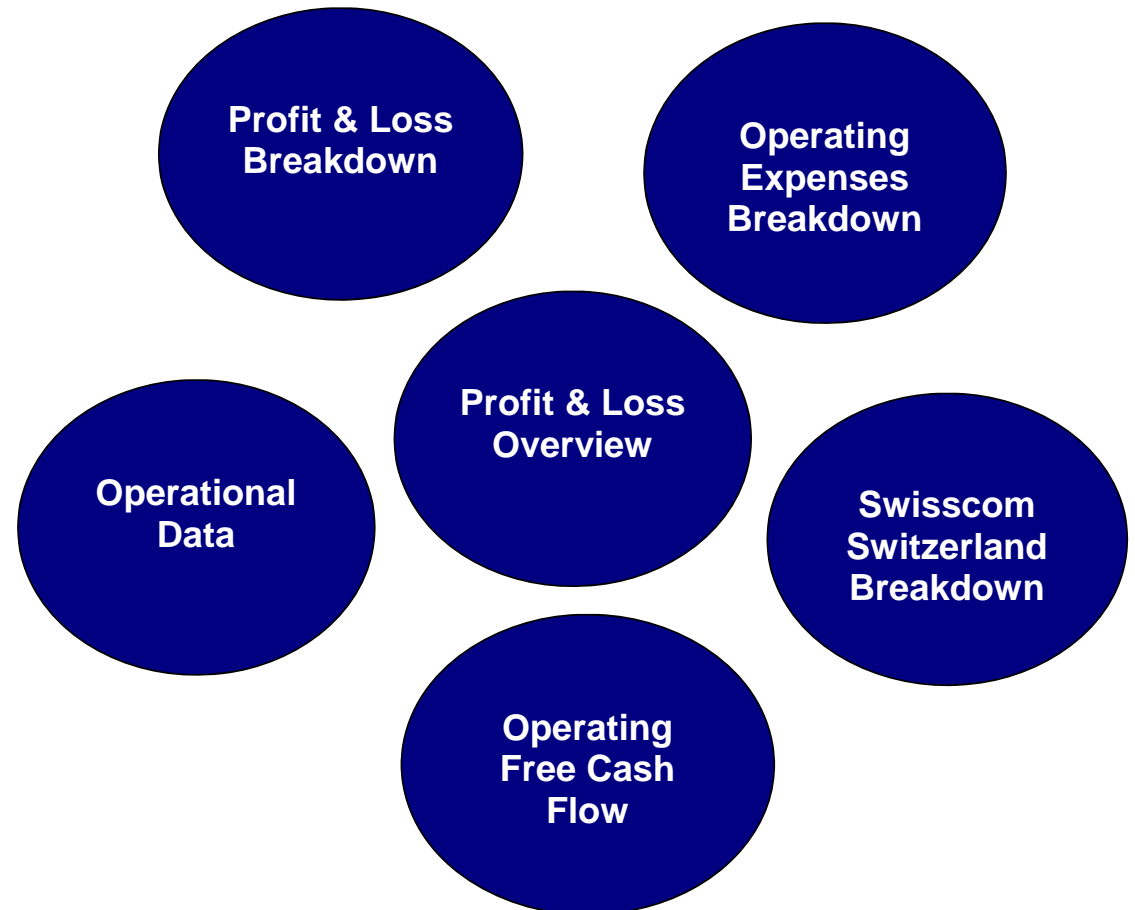 Profit & Loss
Breakdown
Operating
Expenses
Breakdown
Profit & Loss
Overview
Operational
Data
Swisscom
Switzerland
Breakdown
Operating
Free Cash
Flow